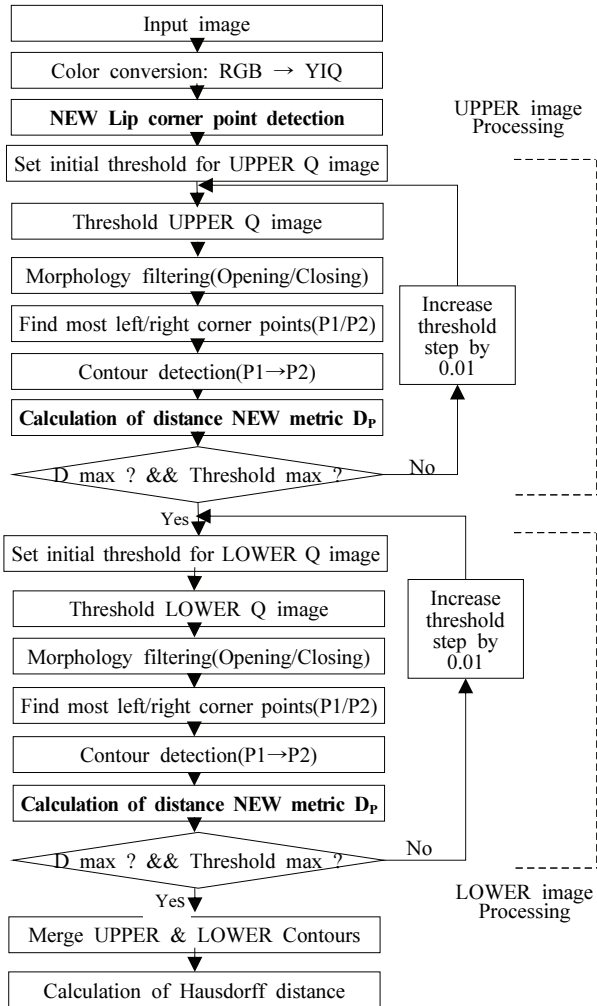 Input image
Color conversion: RGB → YIQ
NEW Lip corner point detection
UPPER image
Processing
Set initial threshold for UPPER Q image
Threshold UPPER Q image
Morphology filtering(Opening/Closing)
Find most left/right corner points(P1/P2)
Contour detection(P1→P2)
Calculation of distance NEW metric DP
Increase
threshold
step by
0.01
D max ? && Threshold max ?
No
Yes
Set initial threshold for LOWER Q image
Threshold LOWER Q image
Morphology filtering(Opening/Closing)
Find most left/right corner points(P1/P2)
Contour detection(P1→P2)
Calculation of distance NEW metric DP
Increase
threshold
step by
0.01
D max ? && Threshold max ?
No
Yes
LOWER image
Processing
Merge UPPER & LOWER Contours
Calculation of Hausdorff distance